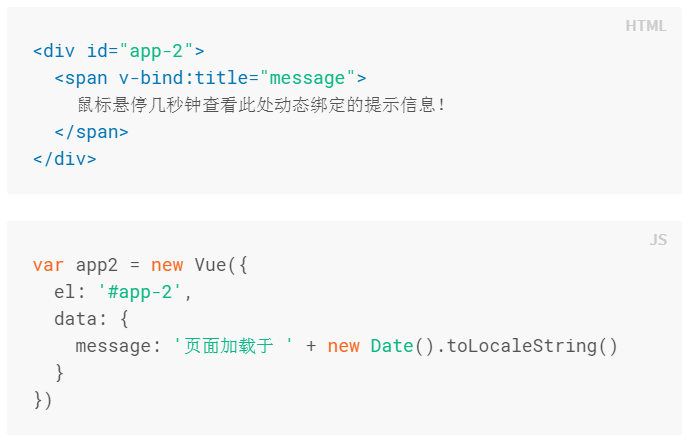 HTML
<div id="app-2">
  <span v-bind:title="message">
    鼠标悬停几秒钟查看此处动态绑定的提示信息！
  </span>
</div>
JS
var app2 = new Vue({
  el: '#app-2',
  data: {
    message: '页面加载于 ' + new Date().toLocaleString()
  }
})